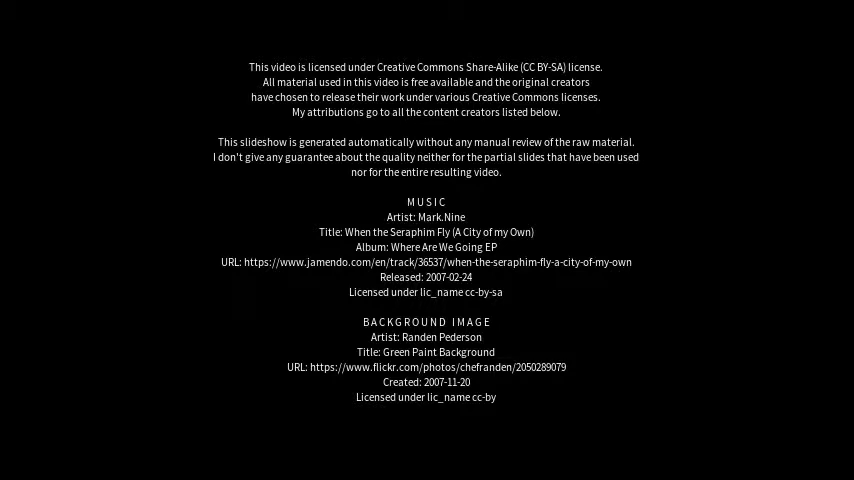 This video is licensed under Creative Commons Share-Alike (CC BY-SA) license.
All material used in this video is free available and the original creators
have chosen to release their work under various Creative Commons licenses.
My attributions go to all the content creators listed below.
This slideshow is generated automatically without any manual review of the raw material.
I don't give any guarantee about the quality neither for the partial slides that have been used
nor for the entire resulting video.
MUSIC
Artist: Mark.Nine
Title: When the Seraphim Fly (A City of my Own)
Album: Where Are We Going EP
URL: https://www.jamendo.com/en/track/36537/when-the-seraphim-fly-a-city-of-my-own
Released: 2007-02-24
Licensed under lic_name cc-by-sa
BACKGROUND IMAGE
Artist: Randen Pederson
Title: Green Paint Background
URL: https://www.flickr.com/photos/chefranden/2050289079
Created: 2007-11-20
Licensed under lic_name cc-by